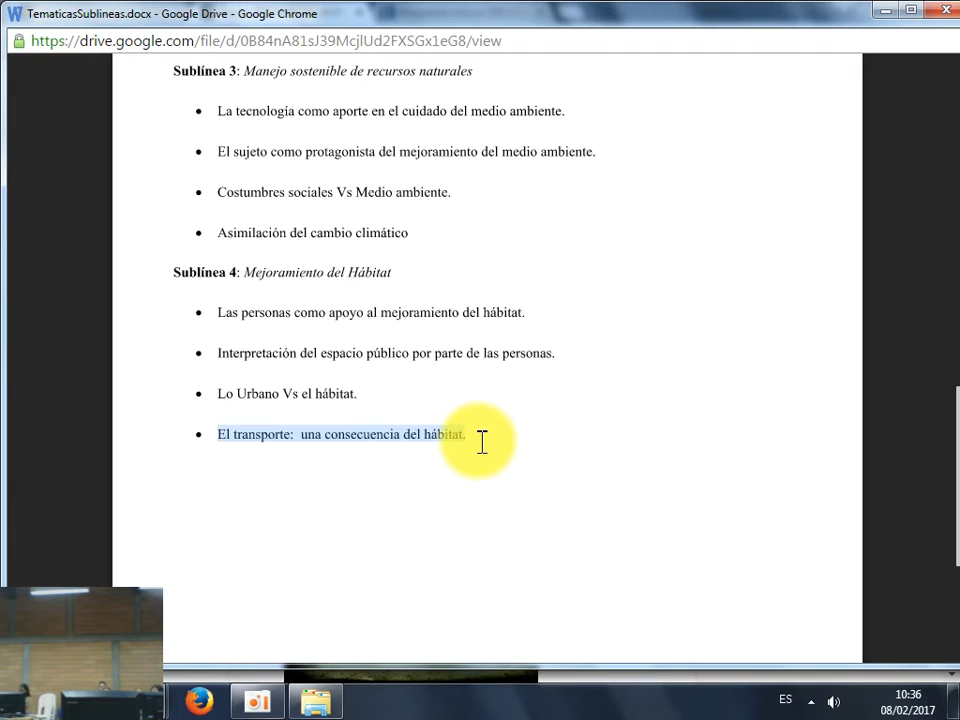 TematicasSublineas.docx - Google Drive - Google Chrome
https://drive.google.com/file/d/0B84nA81sJ39McjlUd2FXSGx1eG8/view
Sublínea 3: Manejo sostenible de recursos naturales
• La tecnología como aporte en el cuidado del medio ambiente.
• El sujeto como protagonista del mejoramiento del medio ambiente.
• Costumbres sociales Vs Medio ambiente.
• Asimilación del cambio climático
Sublínea 4: Mejoramiento del Hábitat
• Las personas como apoyo al mejoramiento del hábitat.
• Interpretación del espacio público por parte de las personas.
• Lo Urbano Vs el hábitat.
• El transporte:  una consecuencia del hábitat.
ES
10:36
08/02/2017